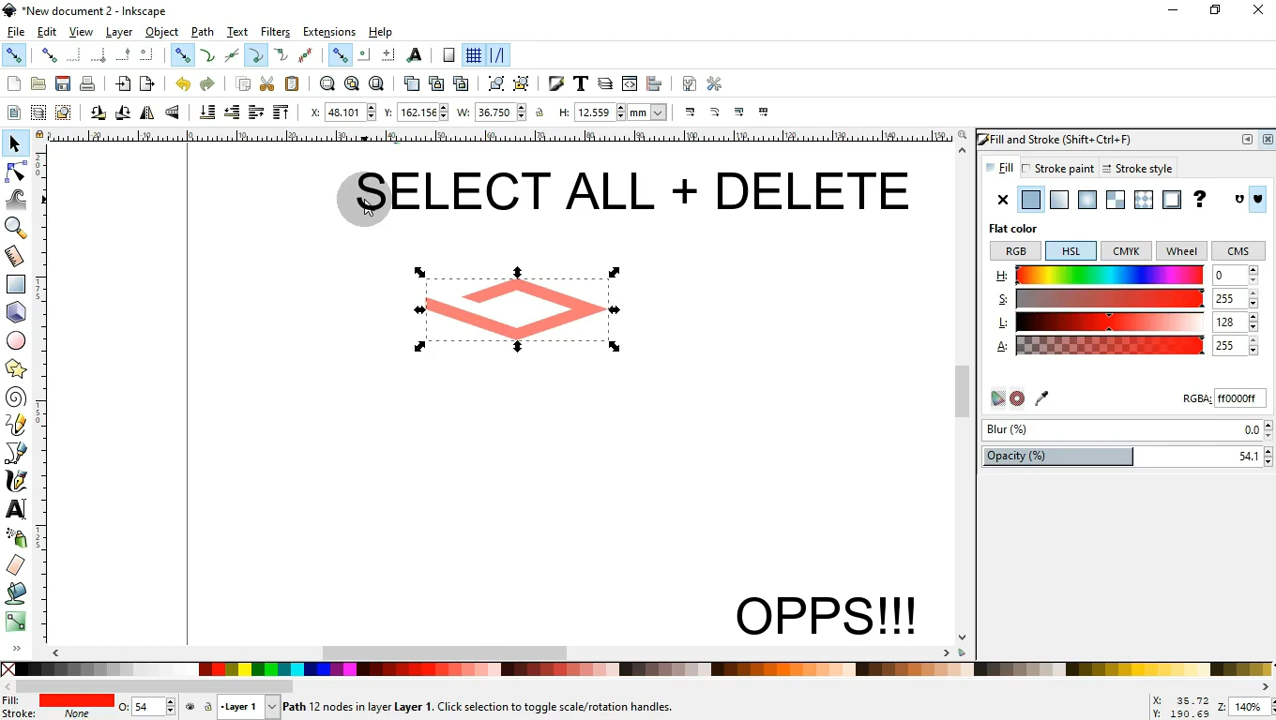 *New document 2 - Inkscape
File Edit View Layer Object Path Text Filters Extensions Help
X: 48.101 Y: 162.156 W: 36.750 H: 12.559 mm
Fill and Stroke (Shift+Ctrl+F)
Fill Stroke paint Stroke style
?
Flat color
RGB HSL CMYK Wheel CMS
H: 0
S: 255
L: 128
A: 255
RGBA: ff0000ff
Blur (%) 0.0
Opacity (%) 54.1
SELECT ALL + DELETE
OPPS!!!
Fill: O: 54 Layer 1 Path 12 nodes in layer Layer 1. Click selection to toggle scale/rotation handles. X: 35.72 Z: 140%
Stroke: None Y: 190.69